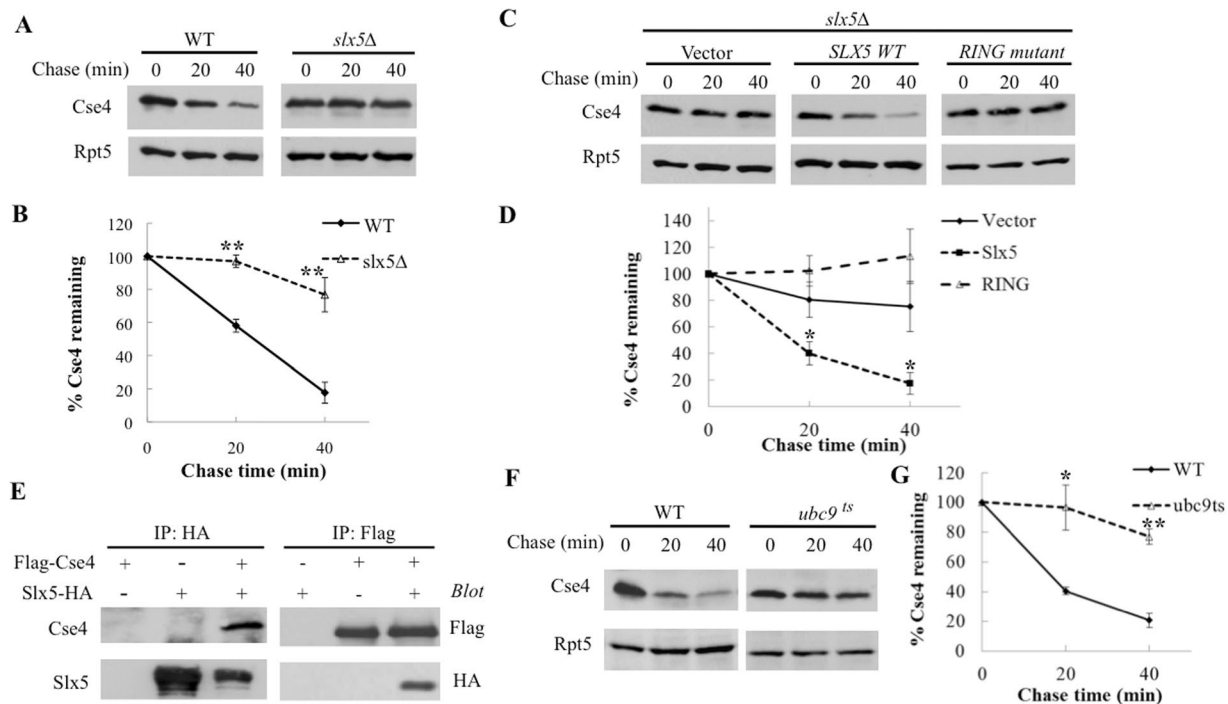 A
WT slx5Δ
Chase (min) 0 20 40 0 20 40
Cse4
Rpt5
B
120
100
80
60
40
20
0
% Cse4 remaining
** **
WT
slx5Δ
0 20 40
Chase time (min)
C
slx5Δ
Vector SLX5 WT RING mutant
Chase (min) 0 20 40 0 20 40 0 20 40
Cse4
Rpt5
D
140
120
100
80
60
40
20
0
% Cse4 remaining
* *
Vector
Slx5
RING
0 20 40
Chase time (min)
E
IP: HA IP: Flag
Flag-Cse4 + - + - + +
Slx5-HA - + + + - + Blot
Cse4 Flag
Slx5 HA
F
WT ubc9 ts
Chase (min) 0 20 40 0 20 40
Cse4
Rpt5
G
120
100
80
60
40
20
0
% Cse4 remaining
* **
WT
ubc9ts
0 20 40
Chase time (min)